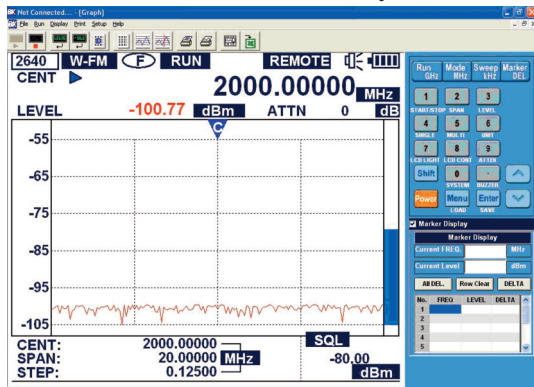 BK Not Connected... - [Graph]
BK File Run Display Print Setup Help
2640 W-FM F RUN REMOTE
CENT 2000.00000 MHz
LEVEL -100.77 dBm ATTN 0 dB
C
-55
-65
-75
-85
-95
-105
CENT: 2000.00000
SPAN: 20.00000 MHz
STEP: 0.12500
SQL
-80.00
dBm
Run GHz Mode MHz Sweep kHz Marker DEL
1 2 3
START/STOP SPAN LEVEL
4 5 6
SINGLE MULTI UNIT
7 8 9
LCD LIGHT LCD CONT ATTEN
Shift 0 .
SYSTEM BUZZER
Power Menu Enter
LOAD SAVE
Marker Display
Marker Display
Current FREQ. MHz
Current Level dBm
All DEL. Row Clear DELTA
No. FREQ LEVEL DELTA
1
2
3
4
5